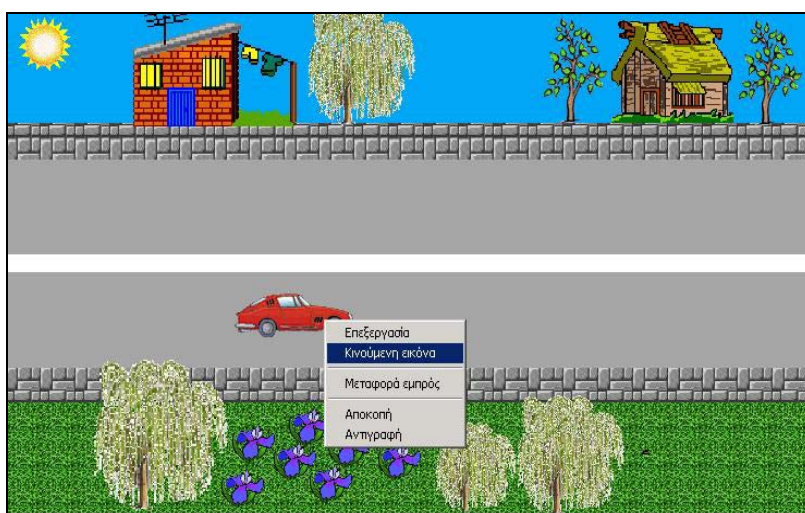 Επεξεργασία
Κινούμενη εικόνα
Μεταφορά εμπρός
Αποκοπή
Αντιγραφή